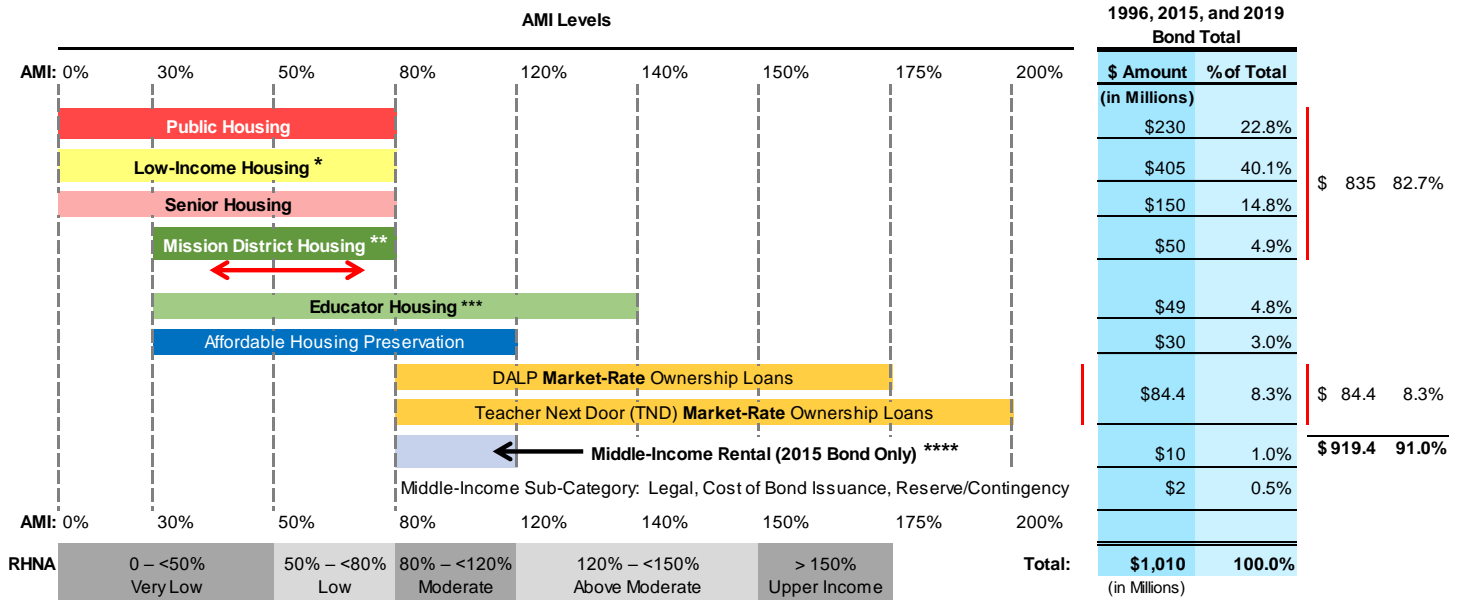 AMI Levels
1996, 2015, and 2019
Bond Total
AMI: 0% 30% 50% 80% 120% 140% 150% 175% 200%
$ Amount % of Total
(in Millions)
Public Housing $230 22.8%
Low-Income Housing * $405 40.1%
$ 835 82.7%
Senior Housing $150 14.8%
Mission District Housing ** $50 4.9%
Educator Housing *** $49 4.8%
Affordable Housing Preservation $30 3.0%
DALP Market-Rate Ownership Loans
$84.4 8.3% $ 84.4 8.3%
Teacher Next Door (TND) Market-Rate Ownership Loans
Middle-Income Rental (2015 Bond Only) **** $10 1.0% $ 919.4 91.0%
Middle-Income Sub-Category: Legal, Cost of Bond Issuance, Reserve/Contingency $2 0.5%
AMI: 0% 30% 50% 80% 120% 140% 150% 175% 200%
RHNA 0 – <50% 50% – <80% 80% – <120% 120% – <150% > 150% Total: $1,010 100.0%
Very Low Low Moderate Above Moderate Upper Income (in Millions)